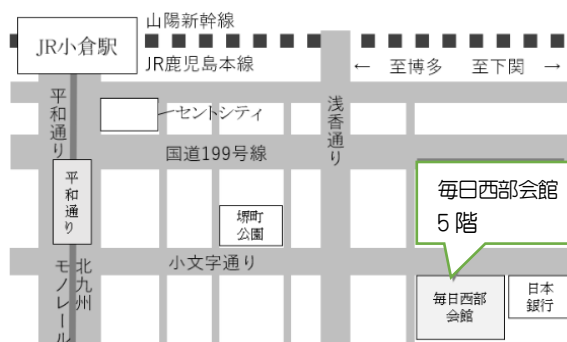 山陽新幹線
JR小倉駅
JR鹿児島本線
← 至博多 至下関 →
平和通り
セントシティ
浅香通り
国道199号線
平和通り
毎日西部会館
5階
堺町
公園
小文字通り
北九州
モノレール
毎日西部
会館
日本
銀行